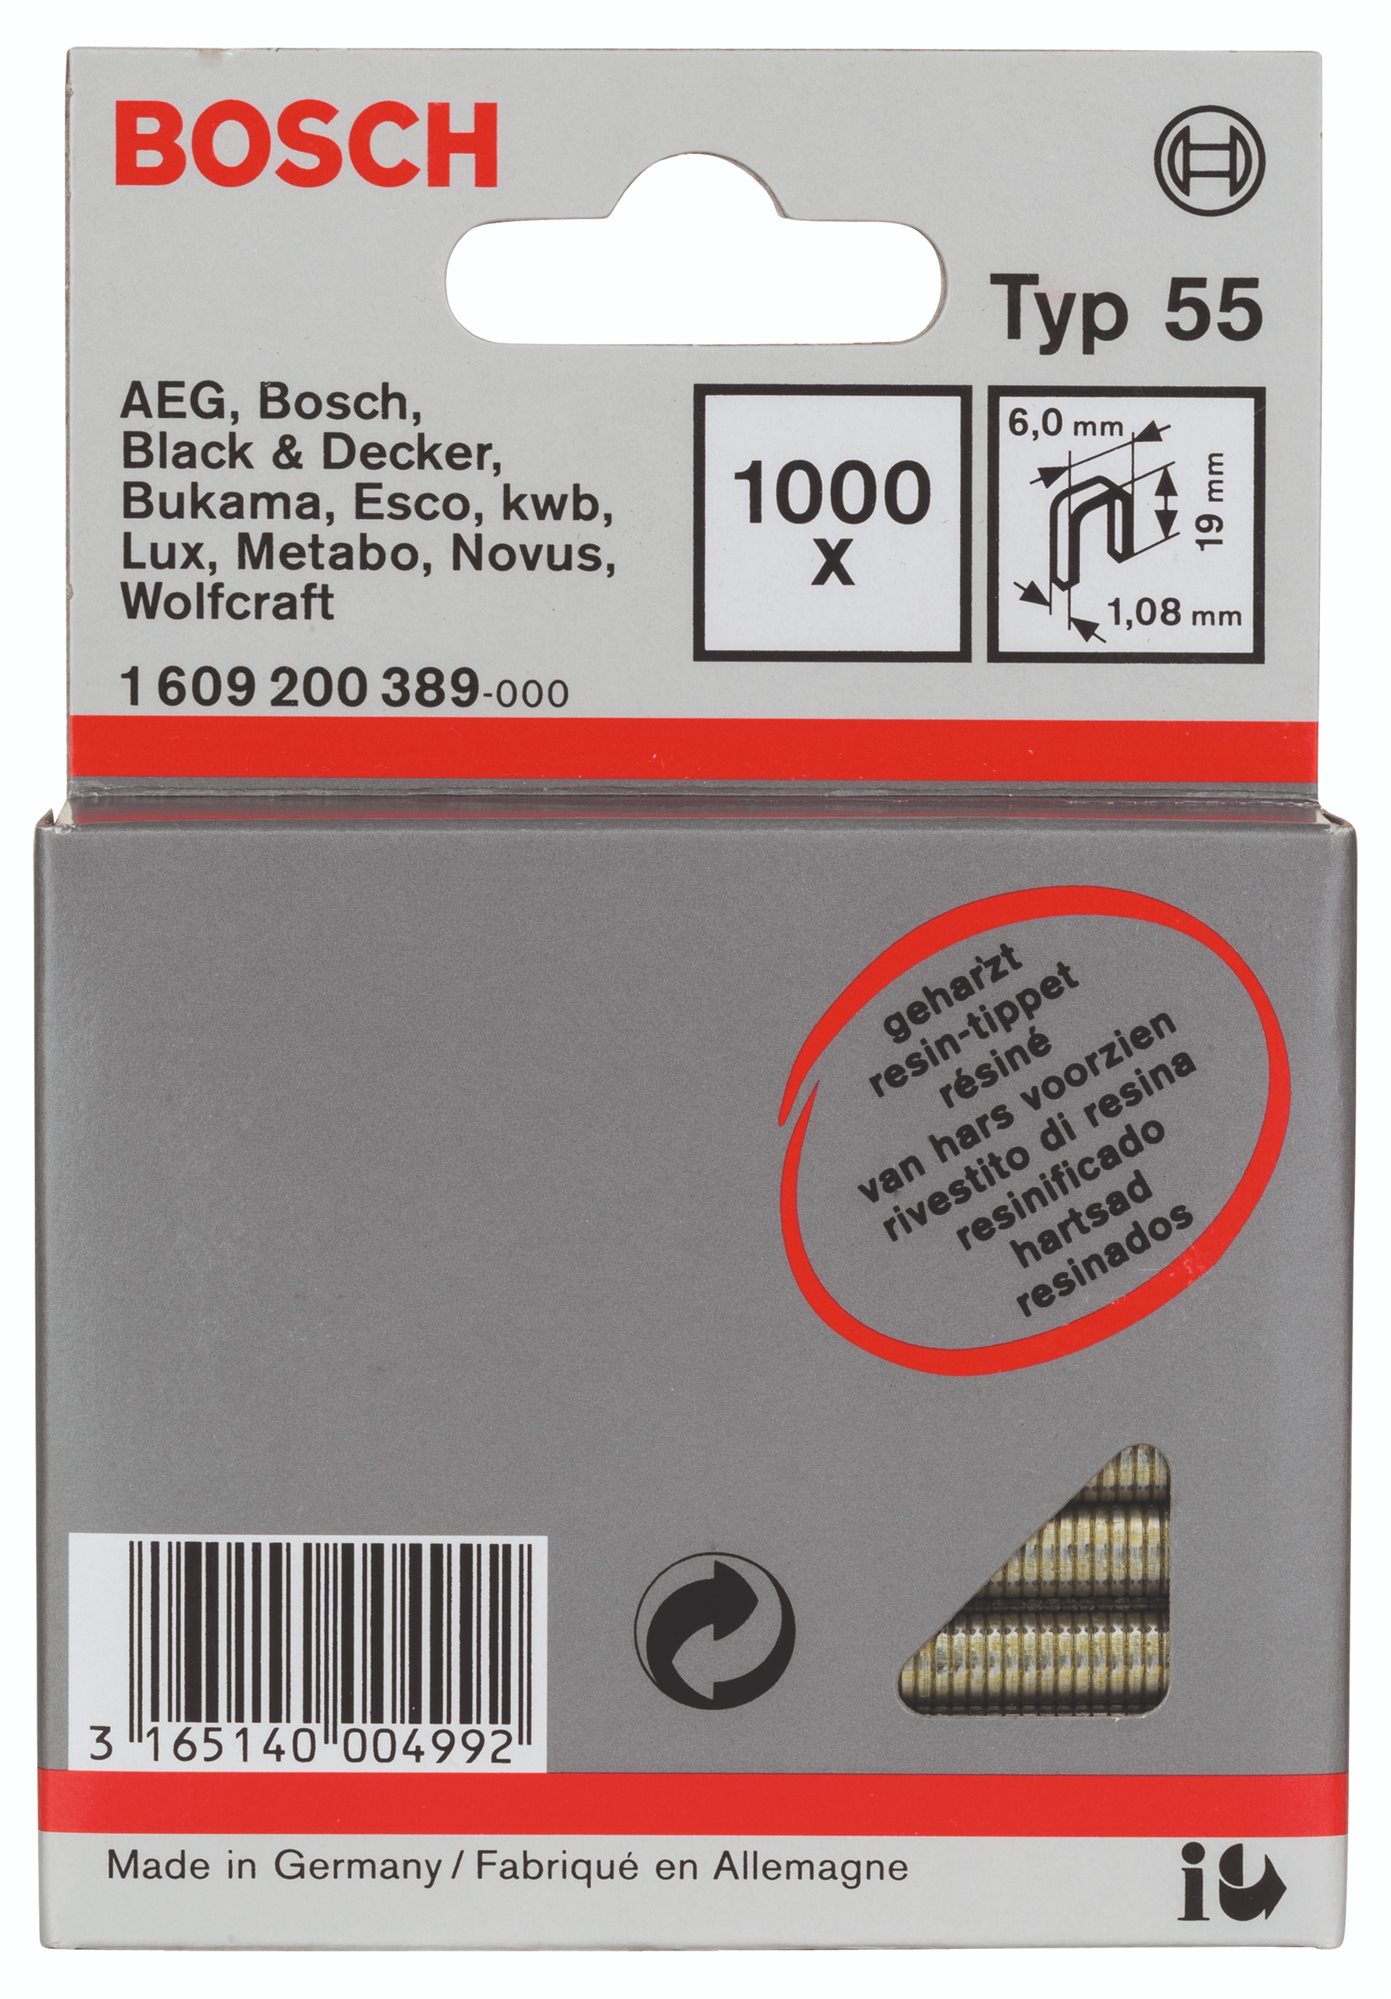 BOSCH
Typ 55
AEG, Bosch,
Black & Decker,
Bukama, Esco, kwb,
Lux, Metabo, Novus,
Wolfcraft
1 609 200 389-000
1000
x
6,0 mm
19 mm
1,08 mm
geharzt
resin-tippet
résiné
van hars voorzien
rivestito di resina
resinificado
hartsad
resinados
3 165140 004992
Made in Germany / Fabriqué en Allemagne